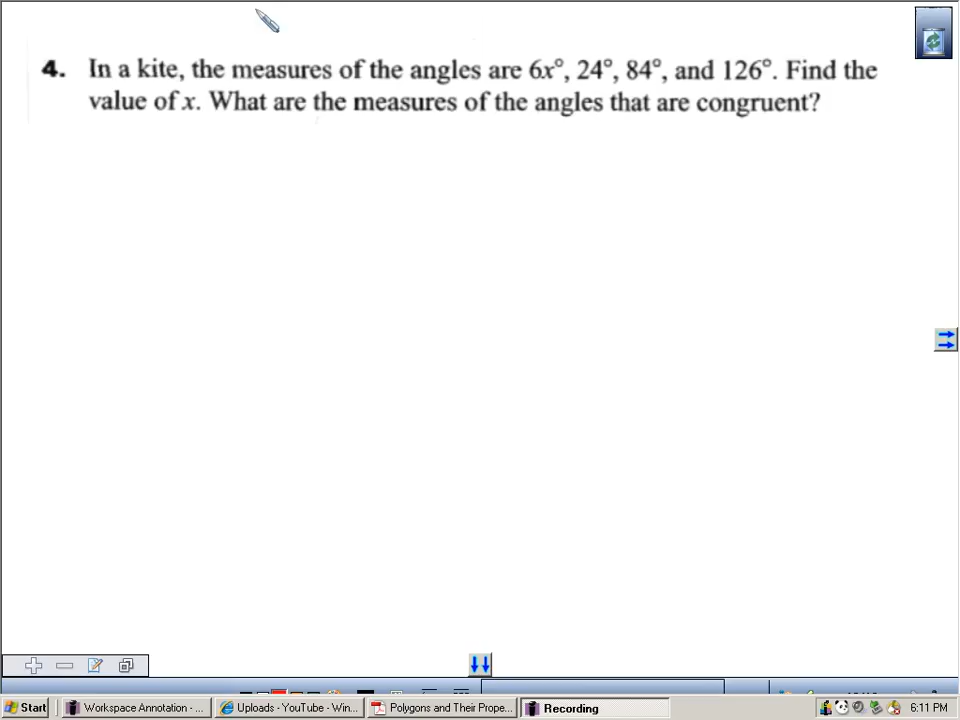 4. In a kite, the measures of the angles are 6x°, 24°, 84°, and 126°. Find the
value of x. What are the measures of the angles that are congruent?
Start
Workspace Annotation - ...
Uploads - YouTube - Win...
Polygons and Their Prope...
Recording
6:11 PM